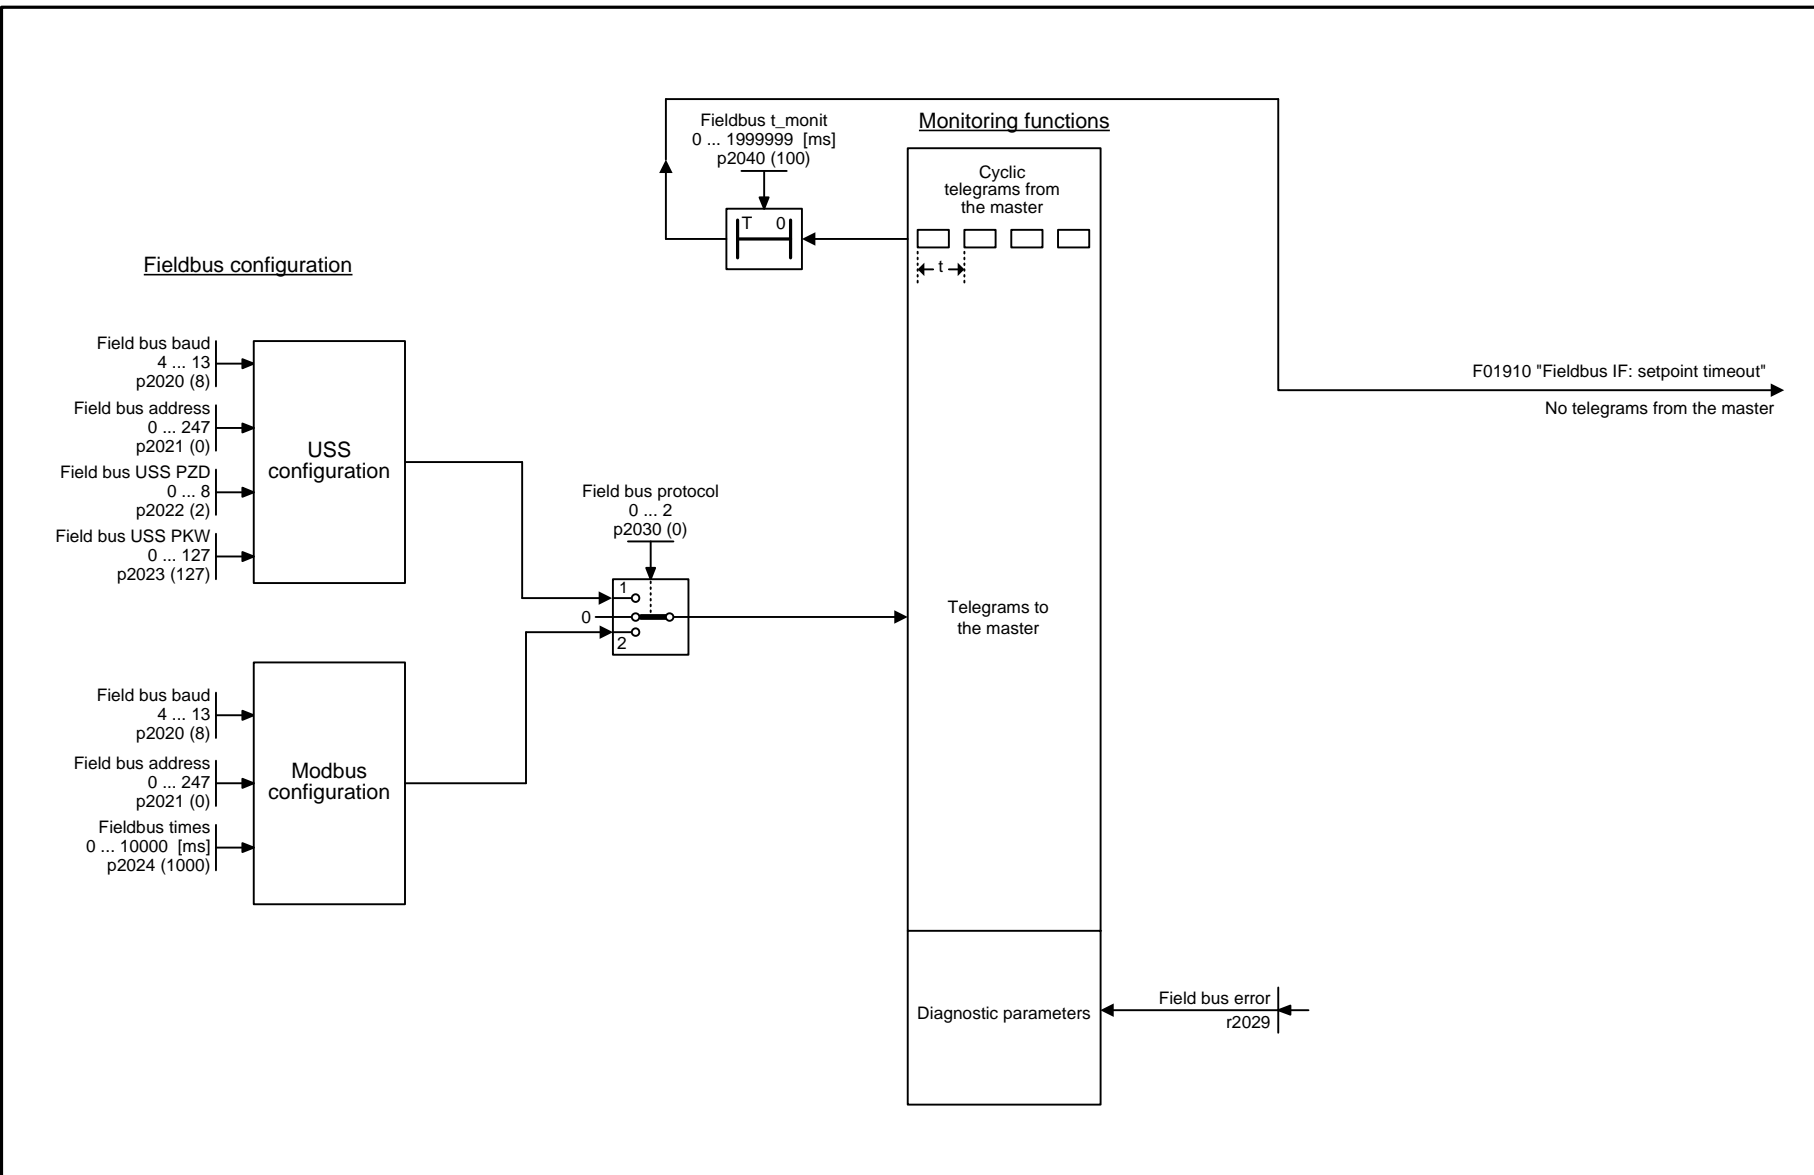 Fieldbus t_monit
0 ... 1999999 [ms]
p2040 (100)
T 0
Monitoring functions
Cyclic
telegrams from
the master
t
Fieldbus configuration
Field bus baud
4 ... 13
p2020 (8)
Field bus address
0 ... 247
p2021 (0)
Field bus USS PZD
0 ... 8
p2022 (2)
Field bus USS PKW
0 ... 127
p2023 (127)
USS
configuration
F01910 "Fieldbus IF: setpoint timeout"
No telegrams from the master
Field bus protocol
0 ... 2
p2030 (0)
1
0
2
Telegrams to
the master
Field bus baud
4 ... 13
p2020 (8)
Field bus address
0 ... 247
p2021 (0)
Fieldbus times
0 ... 10000 [ms]
p2024 (1000)
Modbus
configuration
Diagnostic parameters
Field bus error
r2029